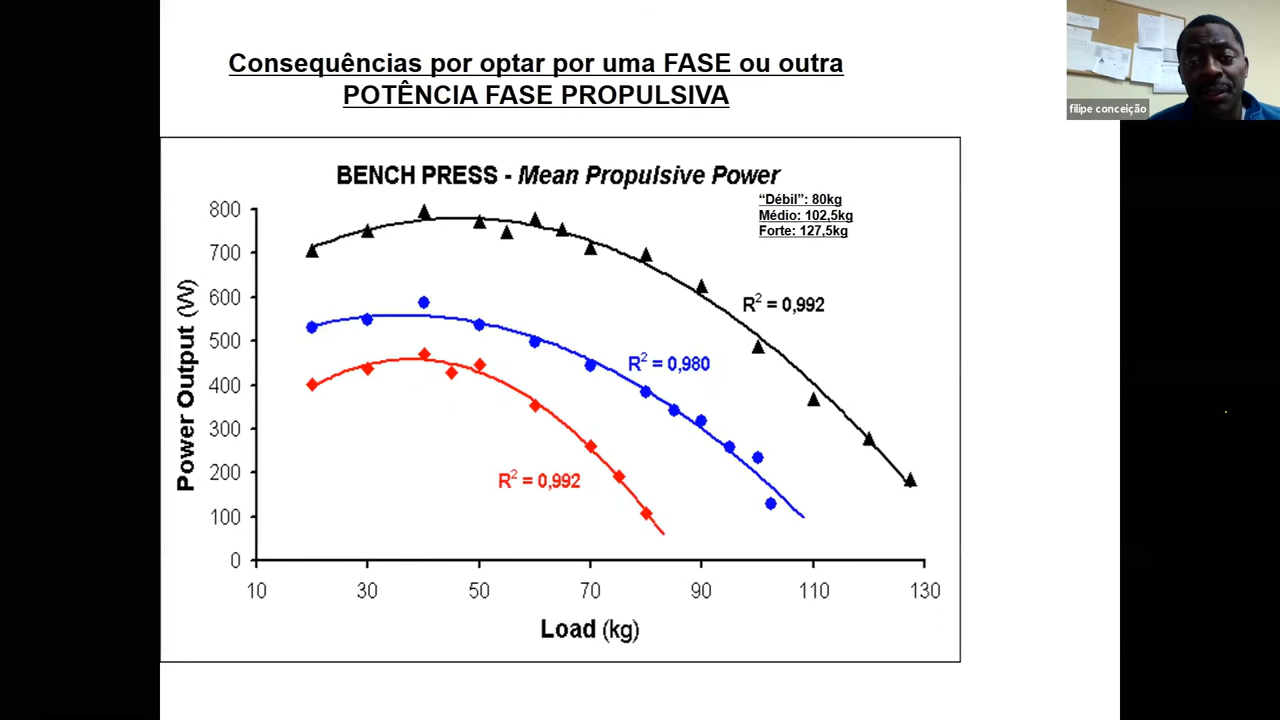 Consequências por optar por uma FASE ou outra
POTÊNCIA FASE PROPULSIVA
filipe conceição
BENCH PRESS - Mean Propulsive Power
“Débil”: 80kg
Médio: 102,5kg
Forte: 127,5kg
Power Output (W)
800
700
600
500
400
300
200
100
0
R² = 0,992
R² = 0,980
R² = 0,992
10 30 50 70 90 110 130
Load (kg)